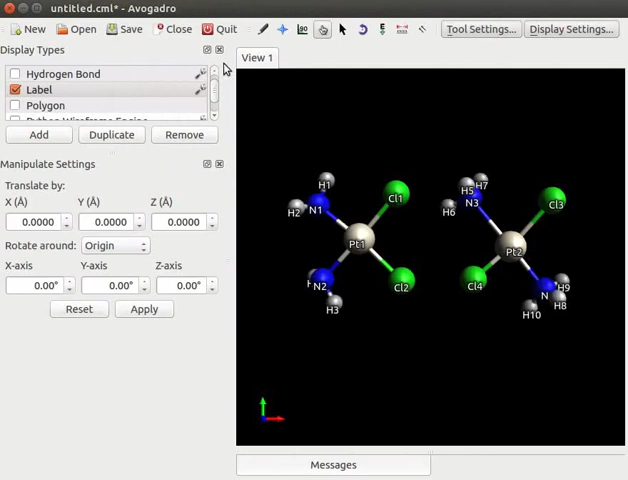 untitled.cml* - Avogadro
New Open Save Close Quit E 90 Tool Settings... Display Settings...
Display Types
View 1
Hydrogen Bond
Label
Polygon
Add Duplicate Remove
Manipulate Settings
Translate by:
X (Å) Y (Å) Z (Å)
0.0000 0.0000 0.0000
Rotate around: Origin
X-axis Y-axis Z-axis
0.00° 0.00° 0.00°
Reset Apply
H1 H5 H7
H2 N1 Cl1 H6 N3 Cl3
Pt1 Pt2
N2 Cl2 Cl4 N H9
H3 H10 H8
Messages